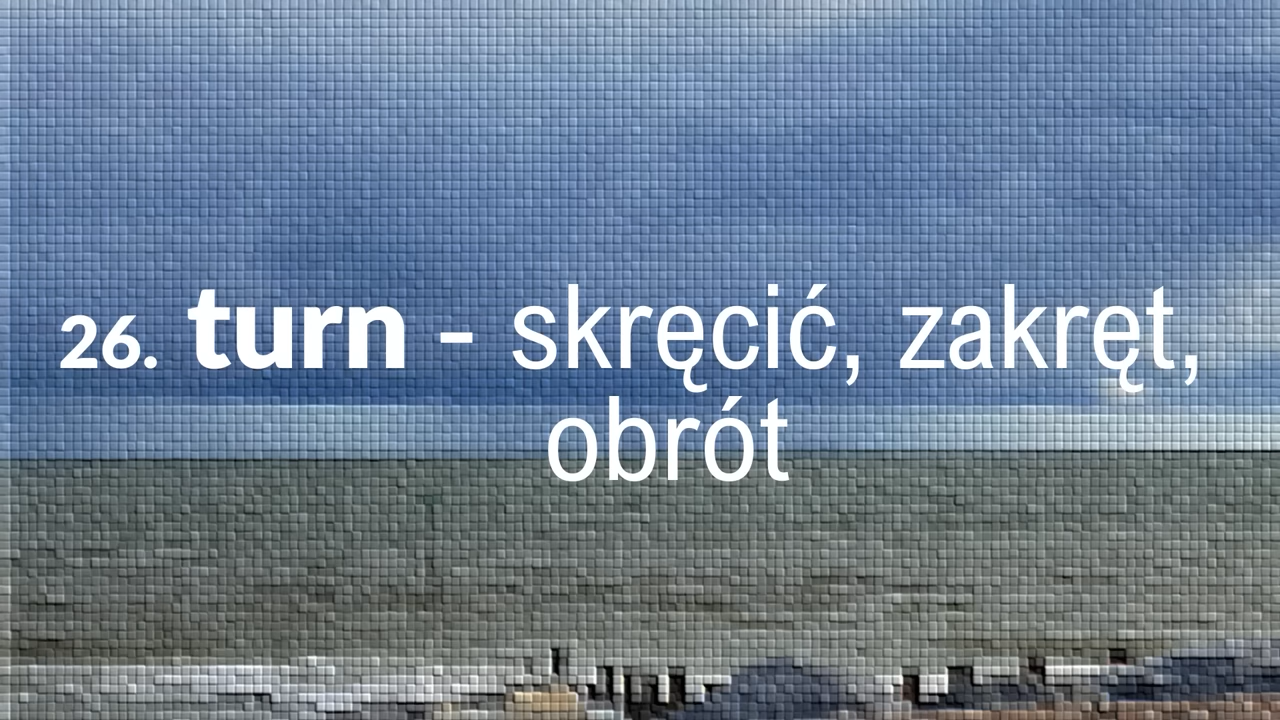 26. turn - skręcić, zakręt,
obrót